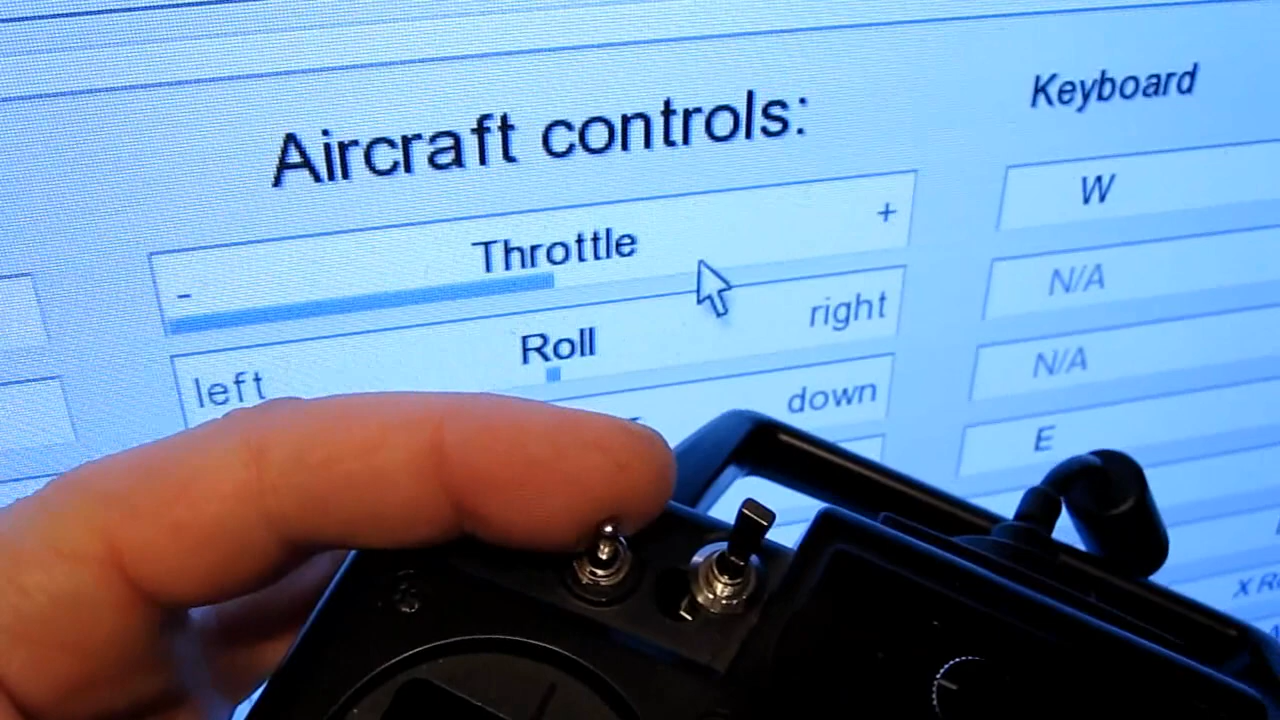 Keyboard
Aircraft controls:
W
- Throttle +
N/A
left Roll right
N/A
down
E